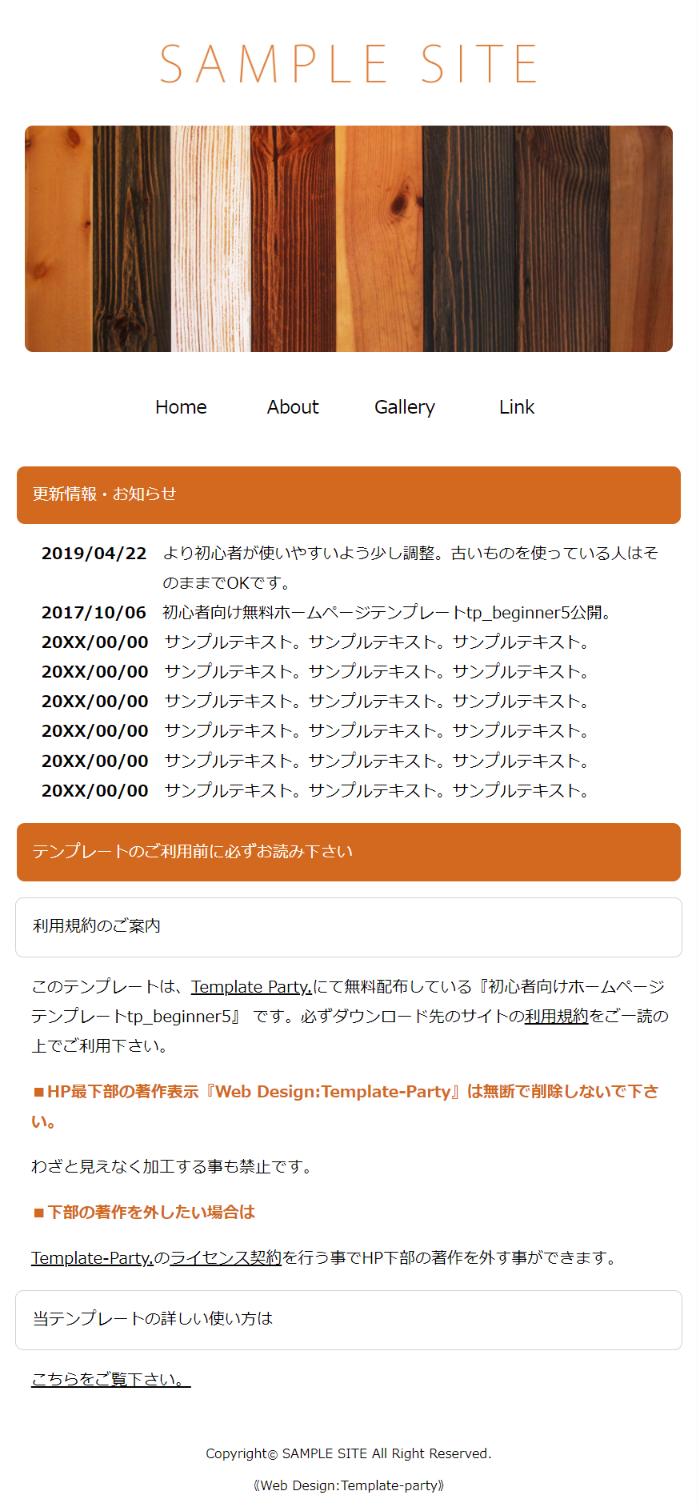 SAMPLE SITE
Home About Gallery Link
更新情報・お知らせ
2019/04/22 より初心者が使いやすいよう少し調整。古いものを使っている人はそ
のままでOKです。
2017/10/06 初心者向け無料ホームページテンプレートtp_beginner5公開。
20XX/00/00 サンプルテキスト。サンプルテキスト。サンプルテキスト。
20XX/00/00 サンプルテキスト。サンプルテキスト。サンプルテキスト。
20XX/00/00 サンプルテキスト。サンプルテキスト。サンプルテキスト。
20XX/00/00 サンプルテキスト。サンプルテキスト。サンプルテキスト。
20XX/00/00 サンプルテキスト。サンプルテキスト。サンプルテキスト。
20XX/00/00 サンプルテキスト。サンプルテキスト。サンプルテキスト。
テンプレートのご利用前に必ずお読み下さい
利用規約のご案内
このテンプレートは、Template Party.にて無料配布している『初心者向けホームページ
テンプレートtp_beginner5』 です。必ずダウンロード先のサイトの利用規約をご一読の
上でご利用下さい。
■HP最下部の著作表示『Web Design:Template-Party』は無断で削除しないで下さ
い。
わざと見えなく加工する事も禁止です。
■下部の著作を外したい場合は
Template-Party.のライセンス契約を行う事でHP下部の著作を外す事ができます。
当テンプレートの詳しい使い方は
こちらをご覧下さい。
Copyright© SAMPLE SITE All Right Reserved.
《Web Design:Template-party》